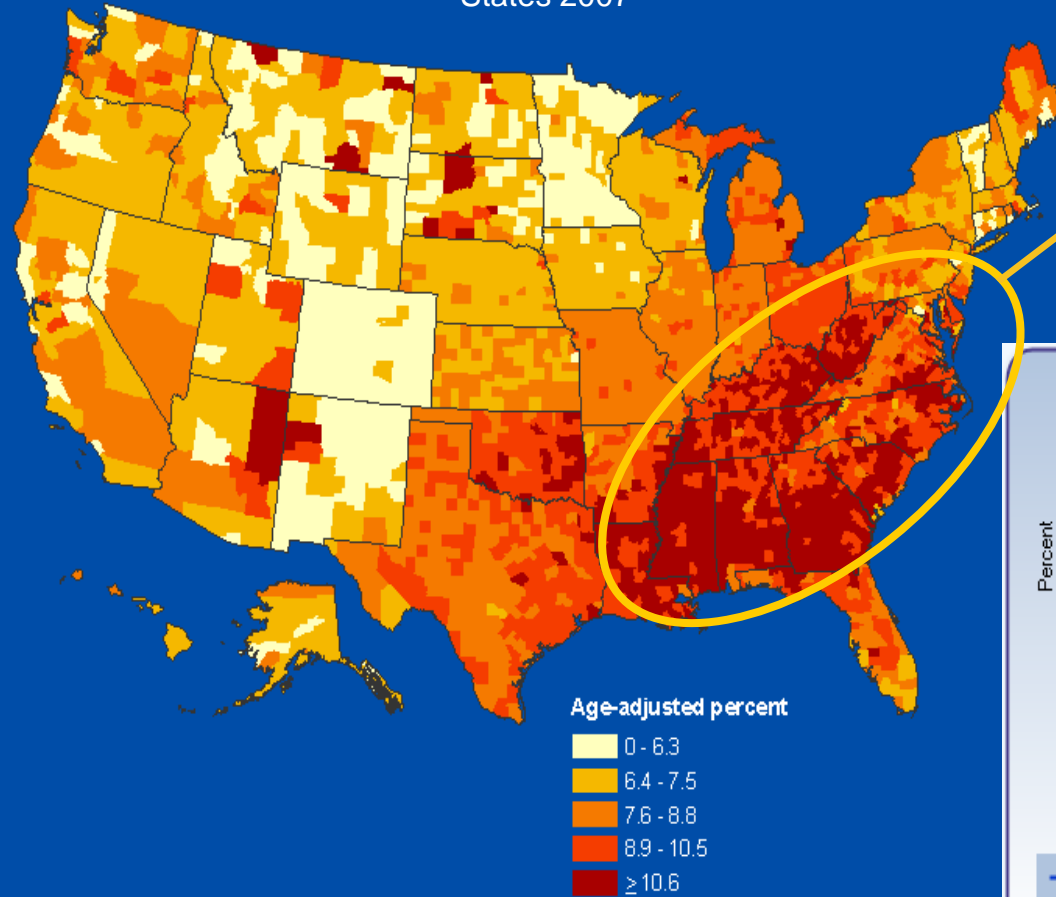 States 2007
Percent
Age-adjusted percent
0 - 6.3
6.4 - 7.5
7.6 - 8.8
8.9 - 10.5
≥10.6